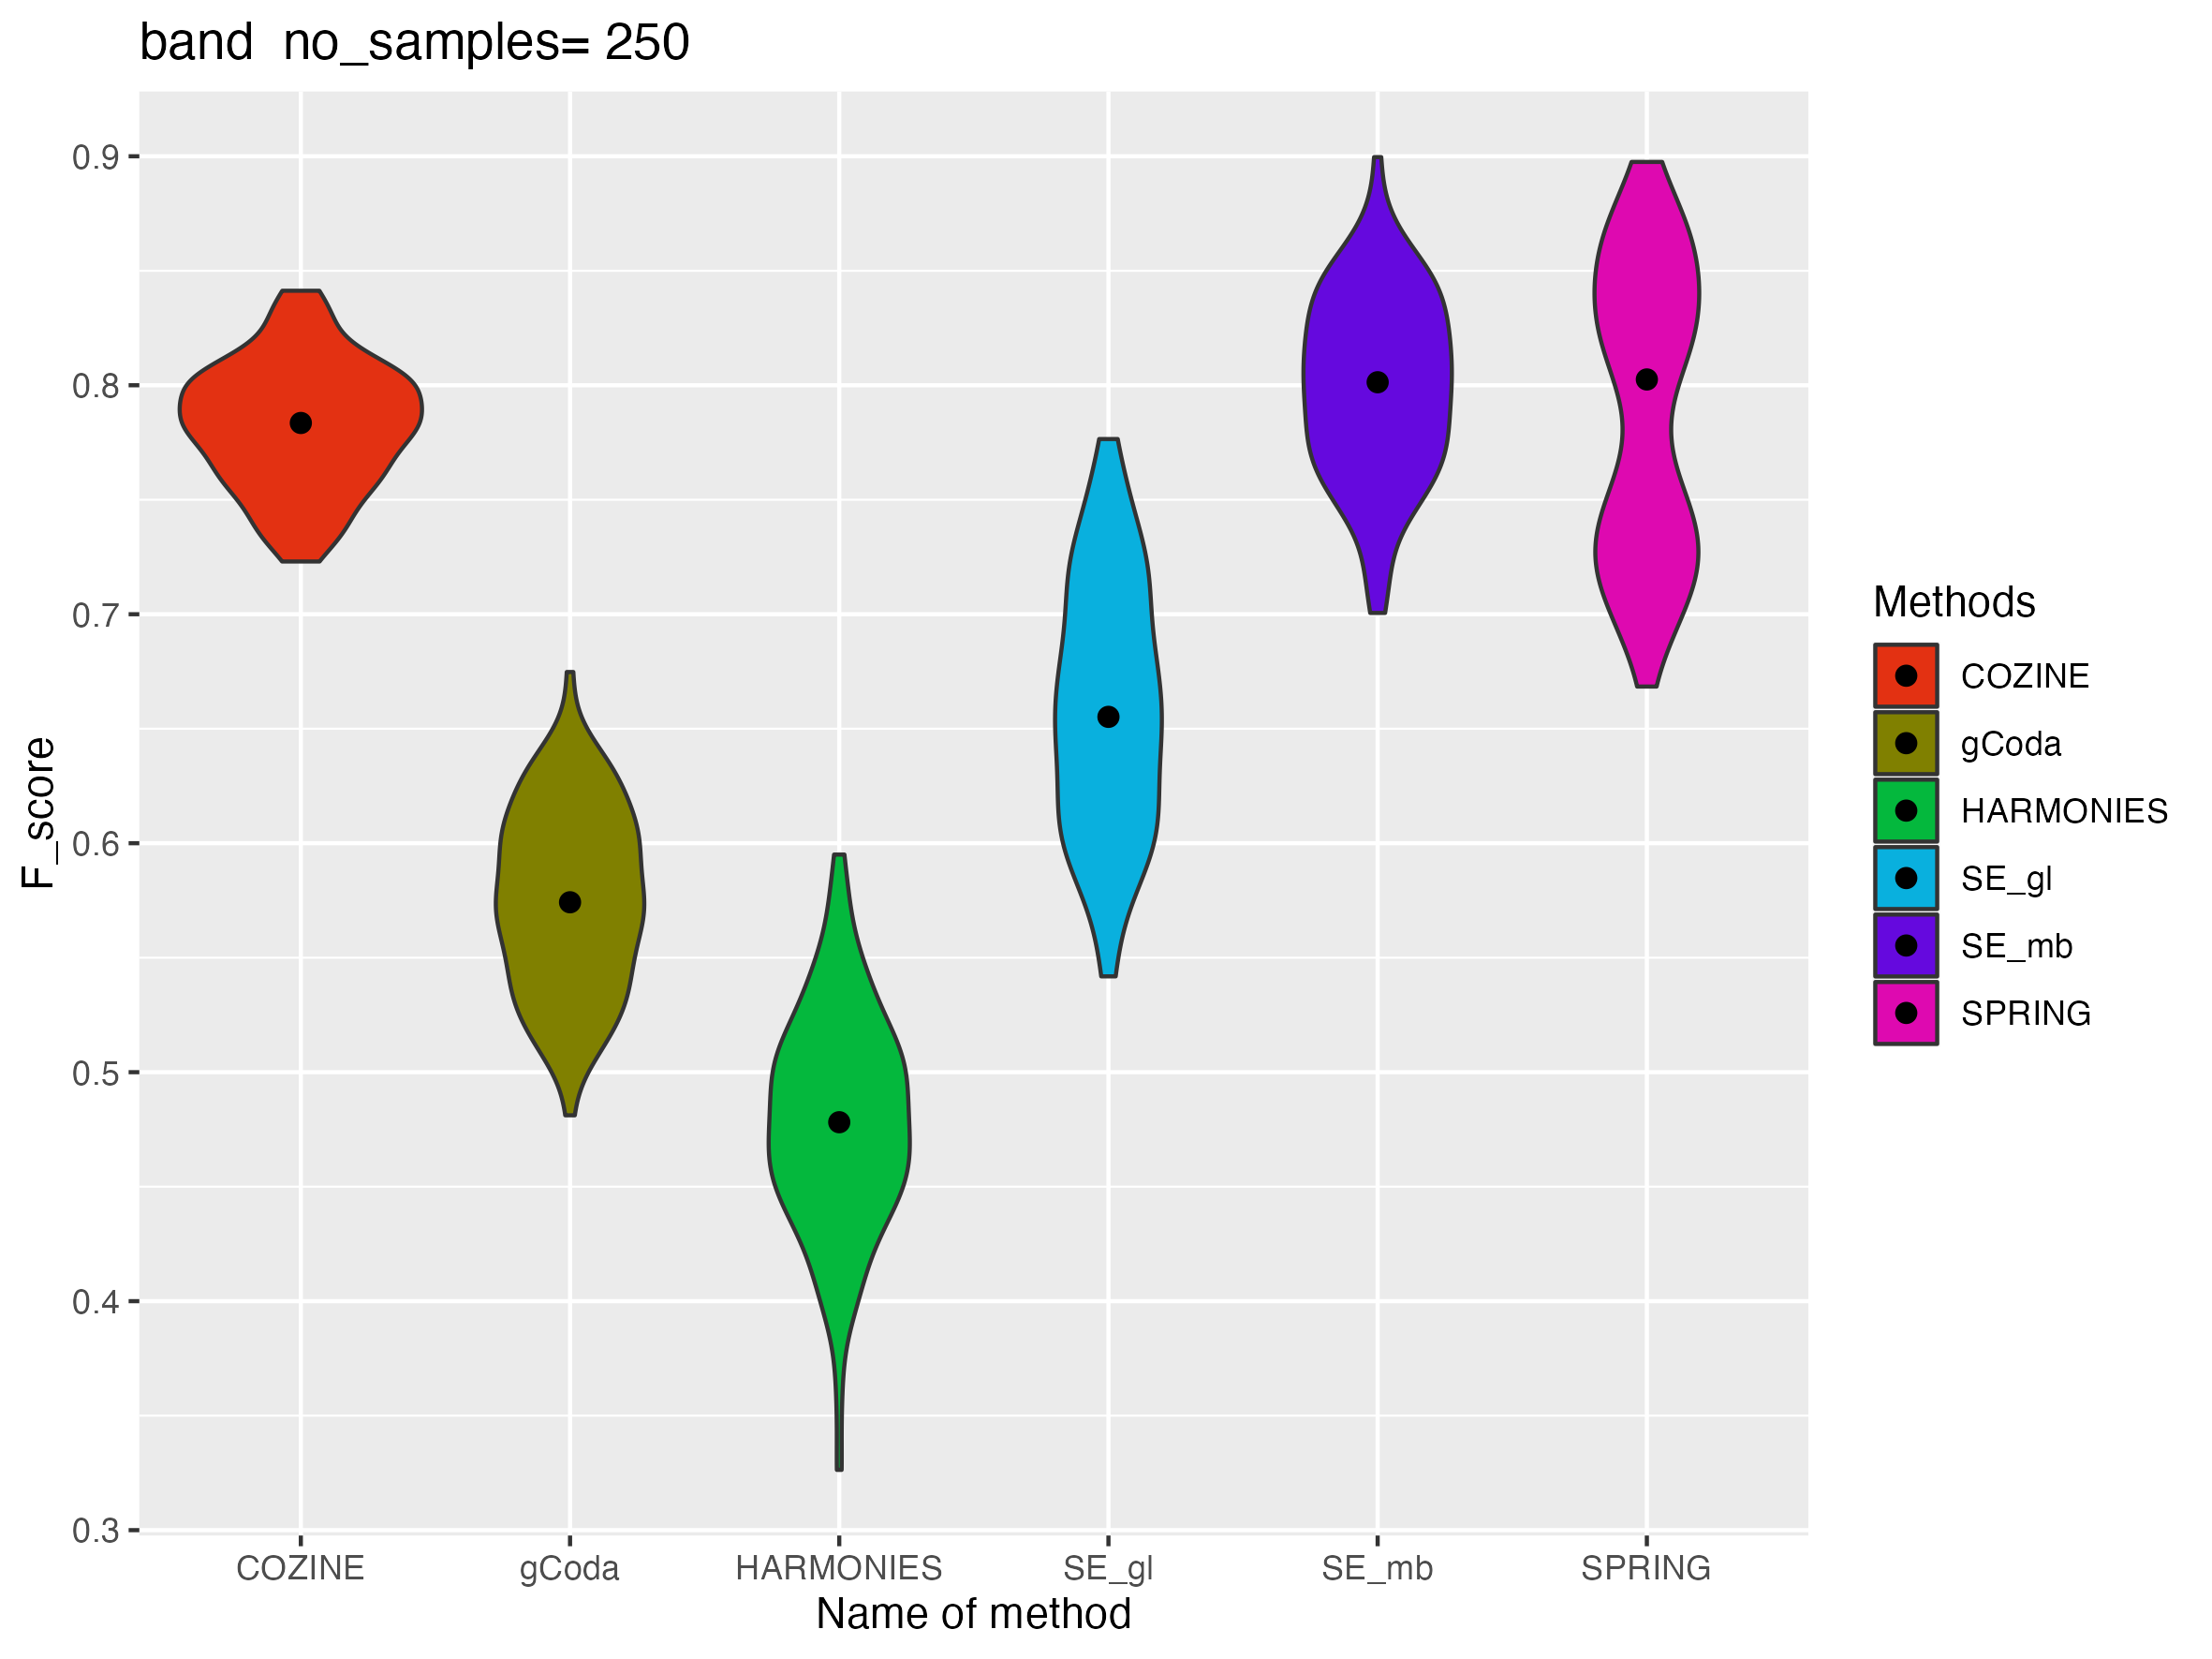 band  no_samples= 250
F_score
0.9
0.8
0.7
0.6
0.5
0.4
0.3
COZINE gCoda HARMONIES SE_gl SE_mb SPRING
Name of method
Methods
COZINE
gCoda
HARMONIES
SE_gl
SE_mb
SPRING